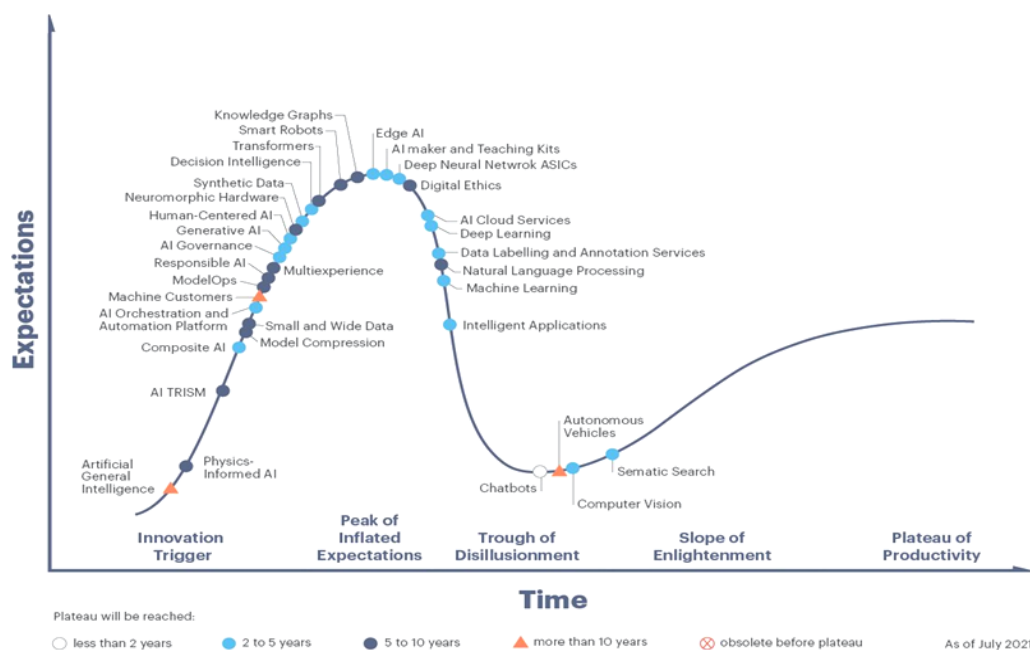 Knowledge Graphs
Smart Robots
Transformers
Decision Intelligence
Synthetic Data
Neuromorphic Hardware
Human-Centered AI
Generative AI
AI Governance
Responsible AI
ModelOps
Machine Customers
AI Orchestration and
Automation Platform
Composite AI
AI TRISM
Artificial
General
Intelligence
Physics-
Informed AI
Multiexperience
Small and Wide Data
Model Compression
Edge AI
AI maker and Teaching Kits
Deep Neural Netwrok ASICs
Digital Ethics
AI Cloud Services
Deep Learning
Data Labelling and Annotation Services
Natural Language Processing
Machine Learning
Intelligent Applications
Autonomous
Vehicles
Chatbots
Sematic Search
Computer Vision
Expectations
Innovation
Trigger
Peak of
Inflated
Expectations
Trough of
Disillusionment
Slope of
Enlightenment
Plateau of
Productivity
Time
Plateau will be reached:
less than 2 years
2 to 5 years
5 to 10 years
more than 10 years
obsolete before plateau
As of July 2021